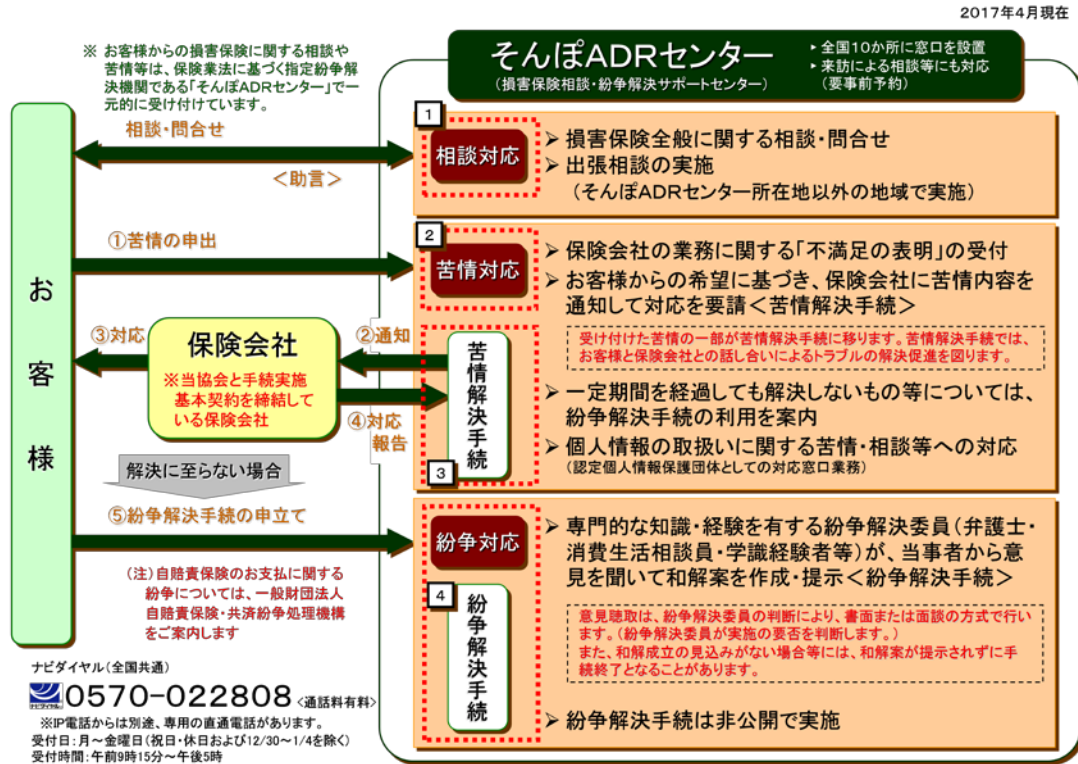 2017年4月現在
※ お客様からの損害保険に関する相談や
苦情等は、保険業法に基づく指定紛争解
決機関である「そんぽADRセンター」で一
元的に受け付けています。
そんぽADRセンター
(損害保険相談・紛争解決サポートセンター)
▶全国10か所に窓口を設置
▶来訪による相談等にも対応
(要事前予約)
お客様
相談・問合せ
<助言>
1
相談対応
➢ 損害保険全般に関する相談・問合せ
➢ 出張相談の実施
(そんぽADRセンター所在地以外の地域で実施)
①苦情の申出
2
苦情対応
➢ 保険会社の業務に関する「不満足の表明」の受付
➢ お客様からの希望に基づき、保険会社に苦情内容を
通知して対応を要請<苦情解決手続>
受け付けた苦情の一部が苦情解決手続に移ります。苦情解決手続では、
お客様と保険会社との話し合いによるトラブルの解決促進を図ります。
③対応
保険会社
※当協会と手続実施
基本契約を締結して
いる保険会社
②通知
④対応
報告
苦情解決手続
3
➢ 一定期間を経過しても解決しないもの等については、
紛争解決手続の利用を案内
➢ 個人情報の取扱いに関する苦情・相談等への対応
(認定個人情報保護団体としての対応窓口業務)
解決に至らない場合
⑤紛争解決手続の申立て
紛争対応
➢ 専門的な知識・経験を有する紛争解決委員(弁護士・
消費生活相談員・学識経験者等)が、当事者から意
見を聞いて和解案を作成・提示<紛争解決手続>
4
紛争解決手続
意見聴取は、紛争解決委員の判断により、書面または面談の方式で行い
ます。(紛争解決委員が実施の要否を判断します。)
また、和解成立の見込みがない場合等には、和解案が提示されずに手
続終了となることがあります。
➢ 紛争解決手続は非公開で実施
(注)自賠責保険のお支払に関する
紛争については、一般財団法人
自賠責保険・共済紛争処理機構
をご案内します
ナビダイヤル(全国共通)
ナビダイヤル
0570-022808<通話料有料>
※IP電話からは別途、専用の直通電話があります。
受付日:月~金曜日(祝日・休日および12/30~1/4を除く)
受付時間:午前9時15分~午後5時